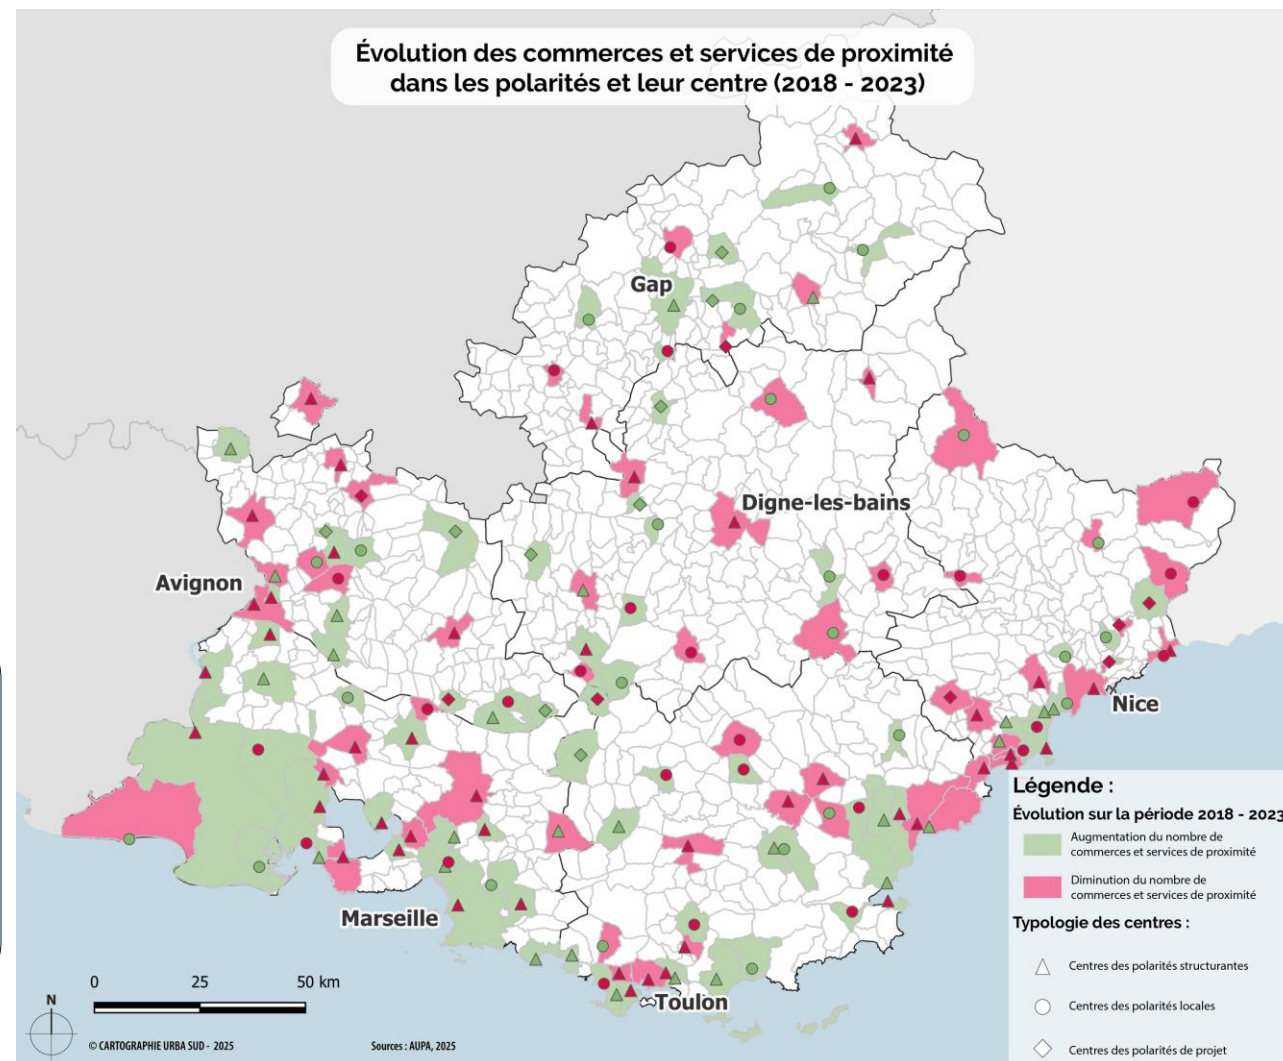 Évolution des commerces et services de proximité
dans les polarités et leur centre (2018 - 2023)
Gap
Digne-les-bains
Avignon
Nice
Marseille
Toulon
Légende :
Évolution sur la période 2018 - 2023
Augmentation du nombre de
commerces et services de proximité
Diminution du nombre de
commerces et services de proximité
Typologie des centres :
Centres des polarités structurantes
Centres des polarités locales
Centres des polarités de projet
0 25 50 km
N
© CARTOGRAPHIE URBA SUD - 2025 Sources : AUPA, 2025